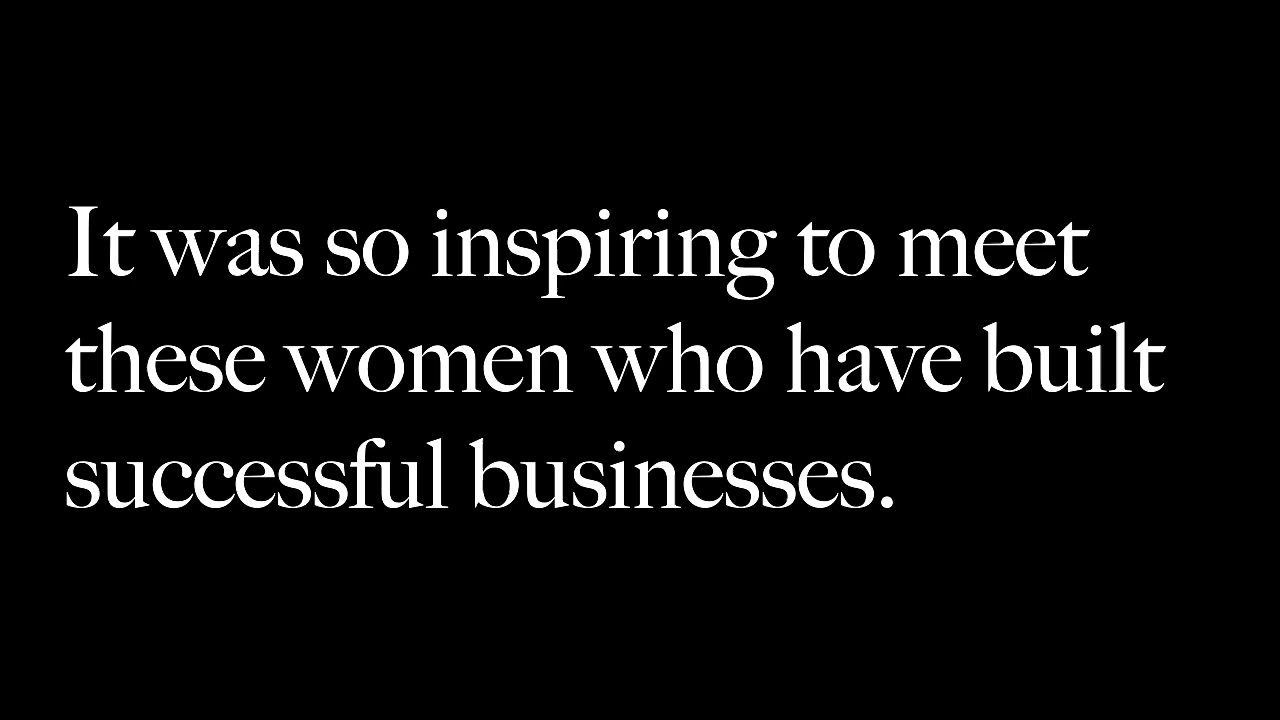 It was so inspiring to meet
these women who have built
successful businesses.